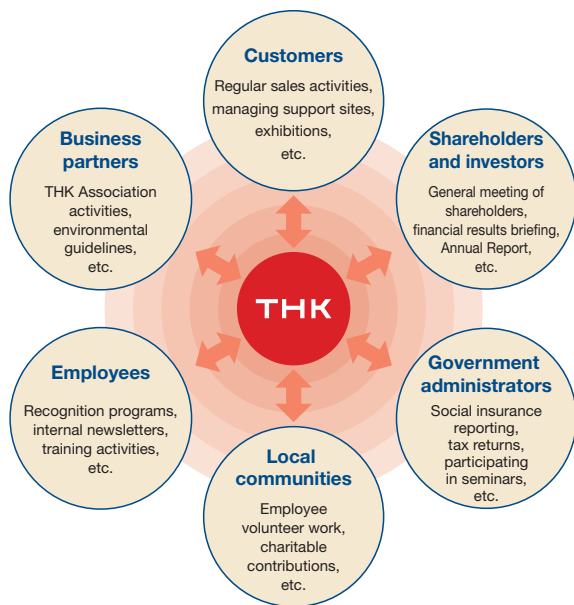 Customers
Regular sales activities,
managing support sites,
exhibitions,
etc.
Business
partners
THK Association
activities,
environmental
guidelines,
etc.
Shareholders
and investors
General meeting of
shareholders,
financial results briefing,
Annual Report,
etc.
THK
Employees
Recognition programs,
internal newsletters,
training activities,
etc.
Government
administrators
Social insurance
reporting,
tax returns,
participating
in seminars,
etc.
Local
communities
Employee
volunteer work,
charitable
contributions,
etc.